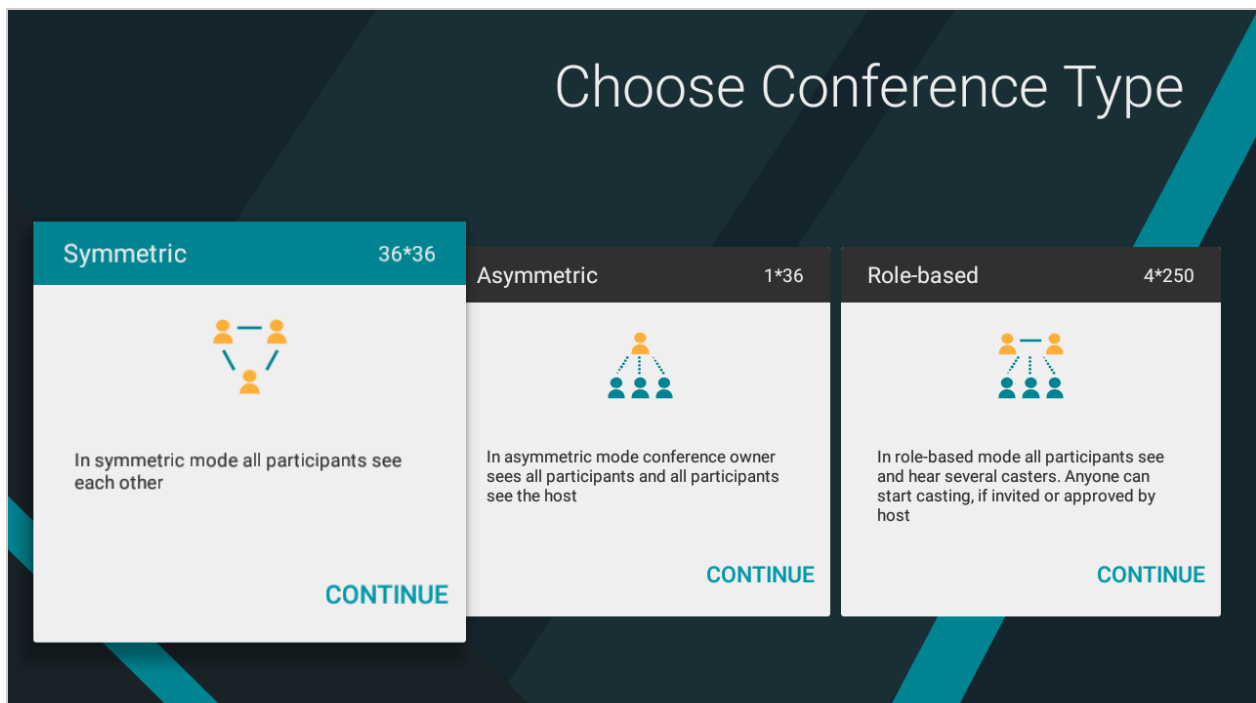 Choose Conference Type
Symmetric 36*36
In symmetric mode all participants see
each other
CONTINUE
Asymmetric 1*36
In asymmetric mode conference owner
sees all participants and all participants
see the host
CONTINUE
Role-based 4*250
In role-based mode all participants see
and hear several casters. Anyone can
start casting, if invited or approved by
host
CONTINUE